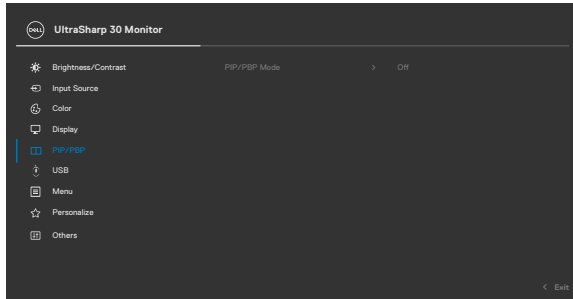 DELL UltraSharp 30 Monitor
Brightness/Contrast PIP/PBP Mode > Off
Input Source
Color
Display
PIP/PBP
USB
Menu
Personalize
Others
< Exit